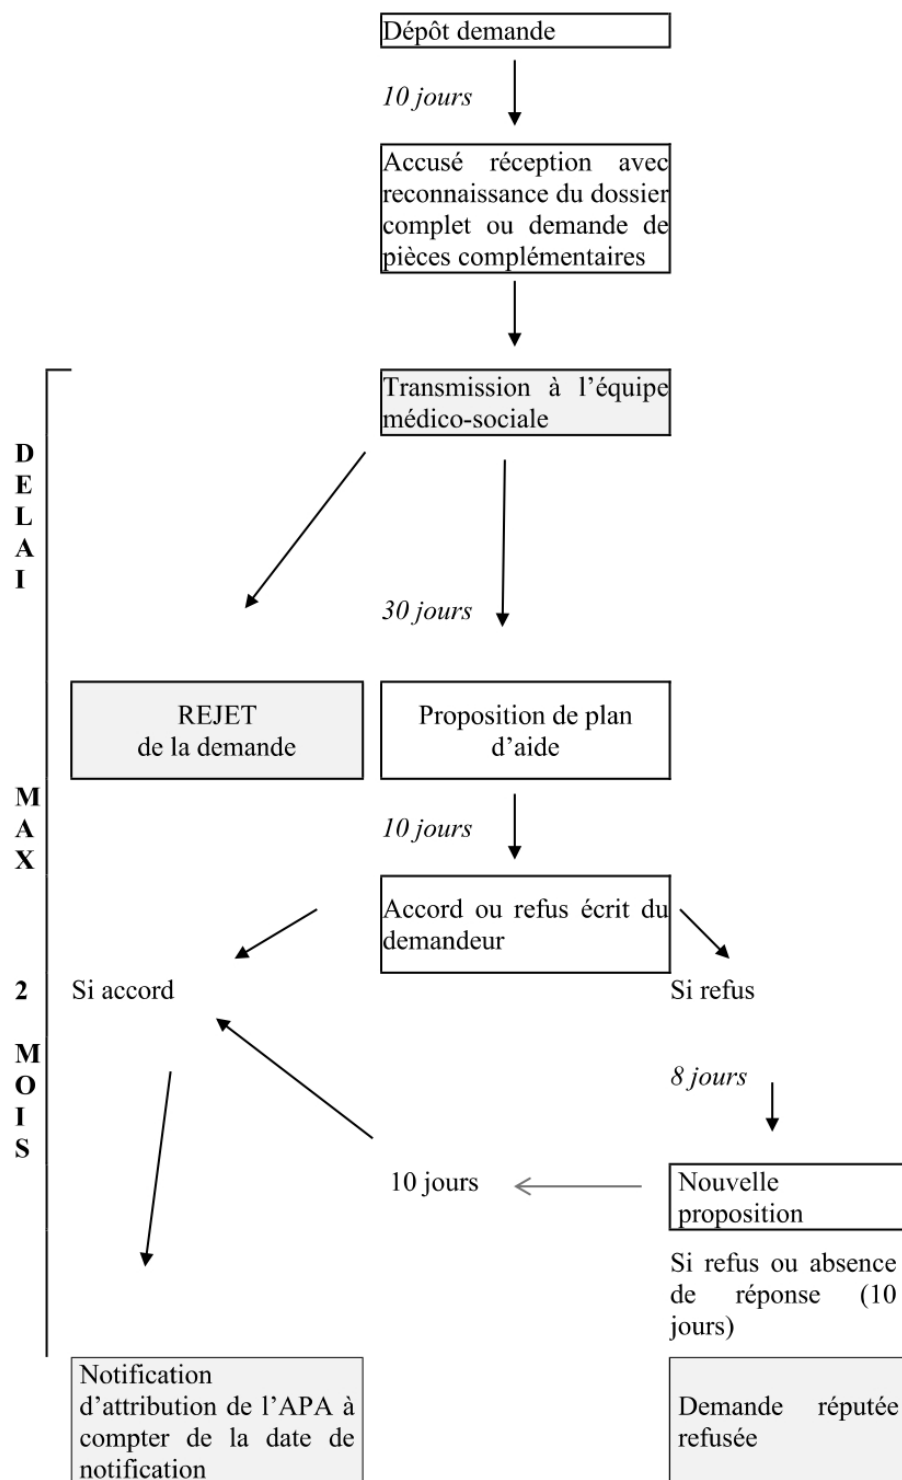 Dépôt demande
10 jours
Accusé réception avec
reconnaissance du dossier
complet ou demande de
pièces complémentaires
Transmission à l’équipe
médico-sociale
DELAI
30 jours
REJET
de la demande
Proposition de plan
d’aide
MAX
10 jours
Accord ou refus écrit du
demandeur
2
Si accord
Si refus
MOIS
8 jours
10 jours
Nouvelle
proposition
Si refus ou absence
de réponse (10
jours)
Notification
d’attribution de l’APA à
compter de la date de
notification
Demande réputée
refusée